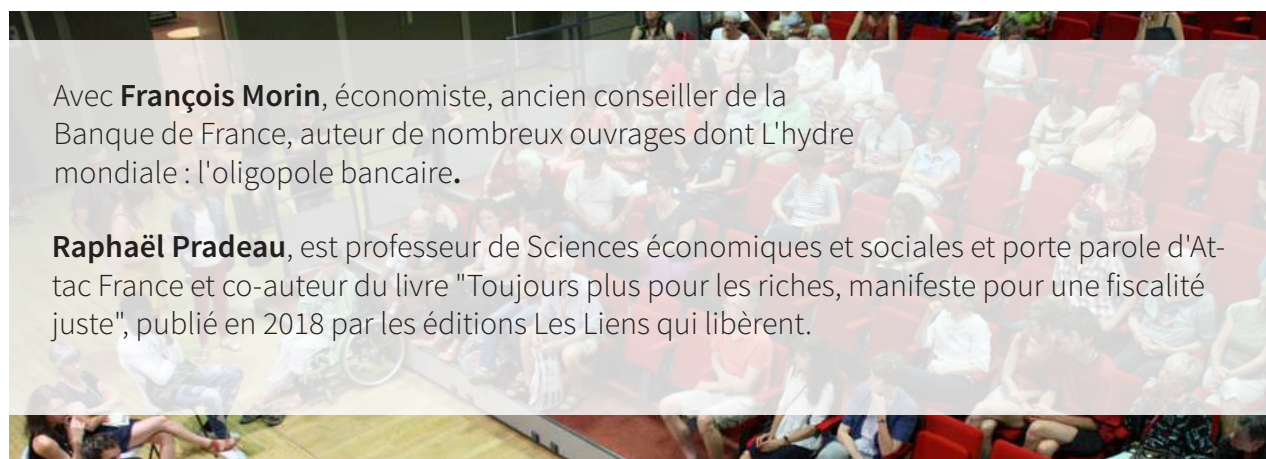 Avec François Morin, économiste, ancien conseiller de la
Banque de France, auteur de nombreux ouvrages dont L'hydre
mondiale : l'oligopole bancaire.
Raphaël Pradeau, est professeur de Sciences économiques et sociales et porte parole d'At-
tac France et co-auteur du livre "Toujours plus pour les riches, manifeste pour une fiscalité
juste", publié en 2018 par les éditions Les Liens qui libèrent.